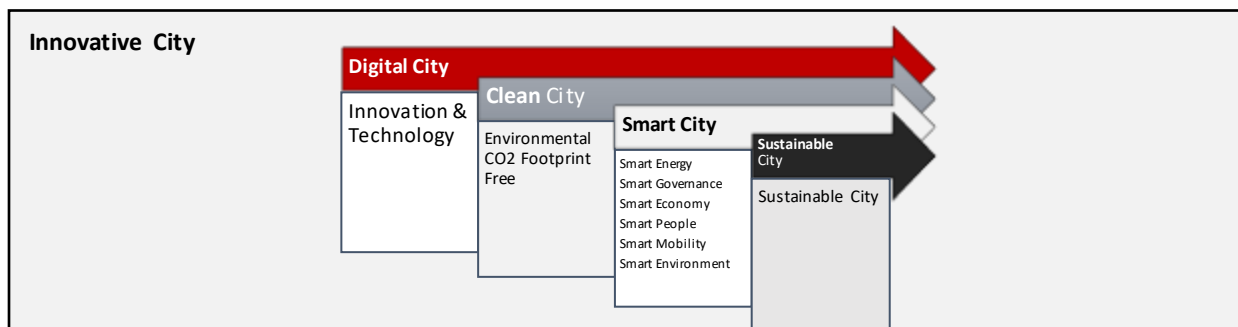 Innovative City
Digital City
Innovation &
Technology
Clean City
Environmental
CO2 Footprint
Free
Smart City
Smart Energy
Smart Governance
Smart Economy
Smart People
Smart Mobility
Smart Environment
Sustainable
City
Sustainable City